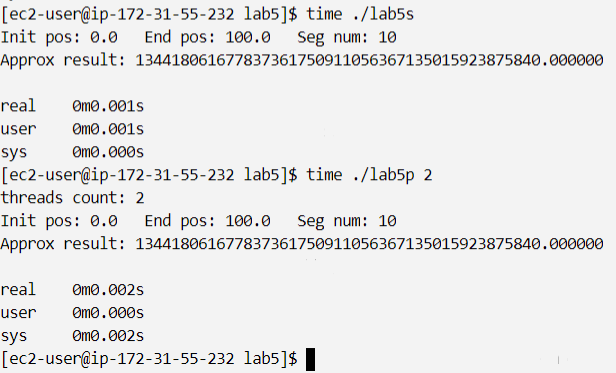 [ec2-user@ip-172-31-55-232 lab5]$ time ./lab5s
Init pos: 0.0   End pos: 100.0   Seg num: 10
Approx result: 13441806167783736175091105636713501592387584​0.000000
real    0m0.001s
user    0m0.001s
sys     0m0.000s
[ec2-user@ip-172-31-55-232 lab5]$ time ./lab5p 2
threads count: 2
Init pos: 0.0   End pos: 100.0   Seg num: 10
Approx result: 134418061677837361750911056367135015923875840.000000
real    0m0.002s
user    0m0.000s
sys     0m0.002s
[ec2-user@ip-172-31-55-232 lab5]$